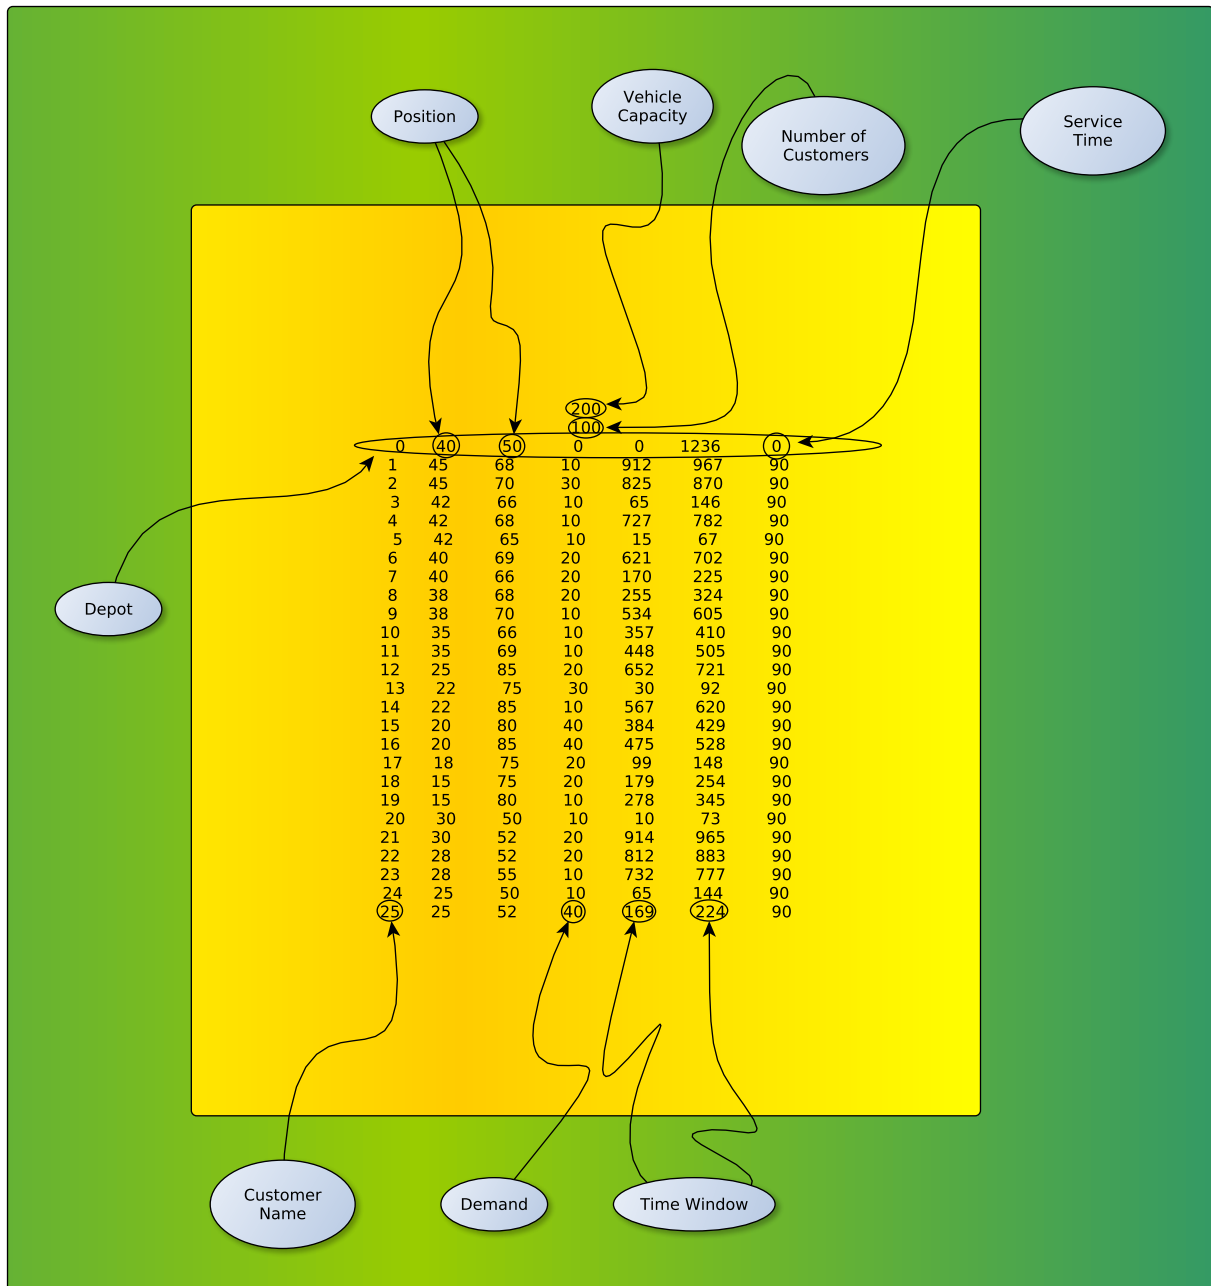 Position
Vehicle
Capacity
Number of
Customers
Service
Time
200
100
0 40 50 0 0 1236 0
1 45 68 10 912 967 90
2 45 70 30 825 870 90
3 42 66 10 65 146 90
4 42 68 10 727 782 90
5 42 65 10 15 67 90
6 40 69 20 621 702 90
7 40 66 20 170 225 90
8 38 68 20 255 324 90
9 38 70 10 534 605 90
10 35 66 10 357 410 90
11 35 69 10 448 505 90
12 25 85 20 652 721 90
13 22 75 30 30 92 90
14 22 85 10 567 620 90
15 20 80 40 384 429 90
16 20 85 40 475 528 90
17 18 75 20 99 148 90
18 15 75 20 179 254 90
19 15 80 10 278 345 90
20 30 50 10 10 73 90
21 30 52 20 914 965 90
22 28 52 20 812 883 90
23 28 55 10 732 777 90
24 25 50 10 65 144 90
25 25 52 40 169 224 90
Depot
Customer
Name
Demand
Time Window